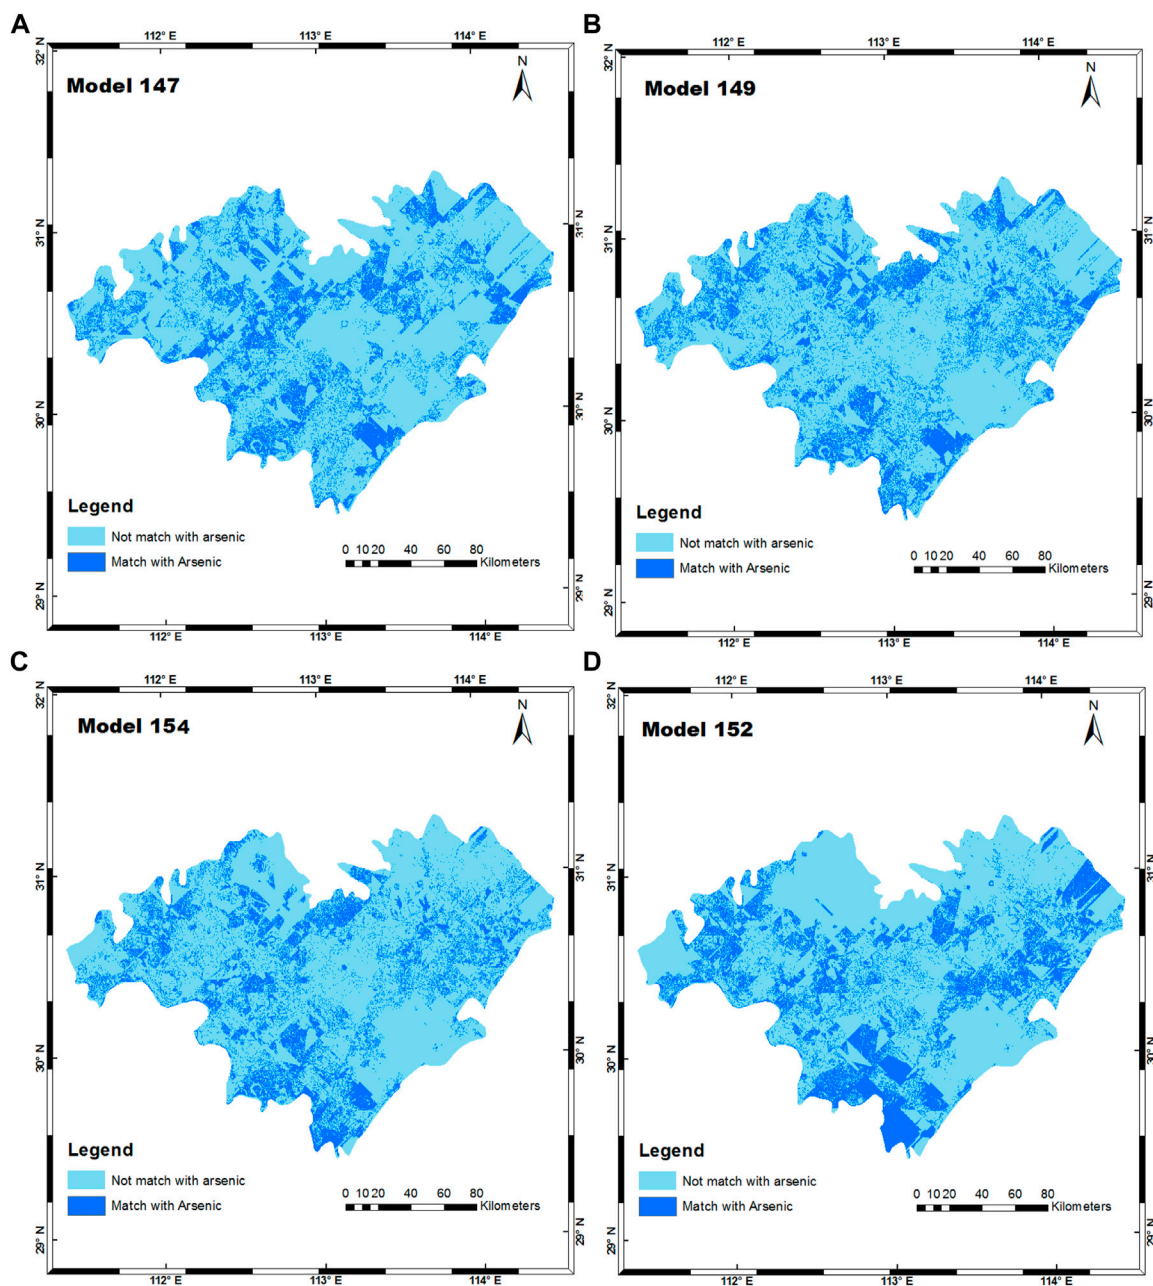 A
112° E 113° E 114° E
32° N
Model 147
N
31° N 31° N
30° N 30° N
Legend
Not match with arsenic
Match with Arsenic
0 10 20 40 60 80
Kilometers
29° N 29° N
112° E 113° E 114° E
B
112° E 113° E 114° E
32° N
Model 149
N
31° N 31° N
30° N 30° N
Legend
Not match with arsenic
Match with Arsenic
0 10 20 40 60 80
Kilometers
29° N 29° N
112° E 113° E 114° E
C
112° E 113° E 114° E
32° N
Model 154
N
31° N 31° N
30° N 30° N
Legend
Not match with arsenic
Match with Arsenic
0 10 20 40 60 80
Kilometers
29° N 29° N
112° E 113° E 114° E
D
112° E 113° E 114° E
32° N
Model 152
N
31° N 31° N
30° N 30° N
Legend
Not match with arsenic
Match with Arsenic
0 10 20 40 60 80
Kilometers
29° N 29° N
112° E 113° E 114° E